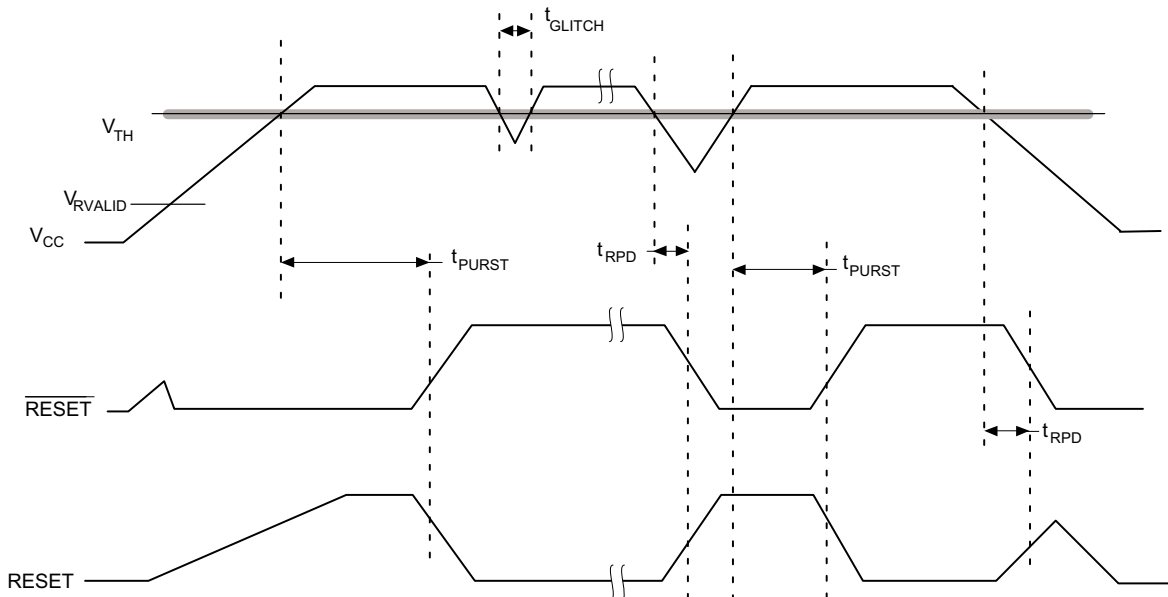 tGLITCH
VTH
VRVALID
VCC
tPURST
tRPD
tPURST
RESET
tRPD
RESET